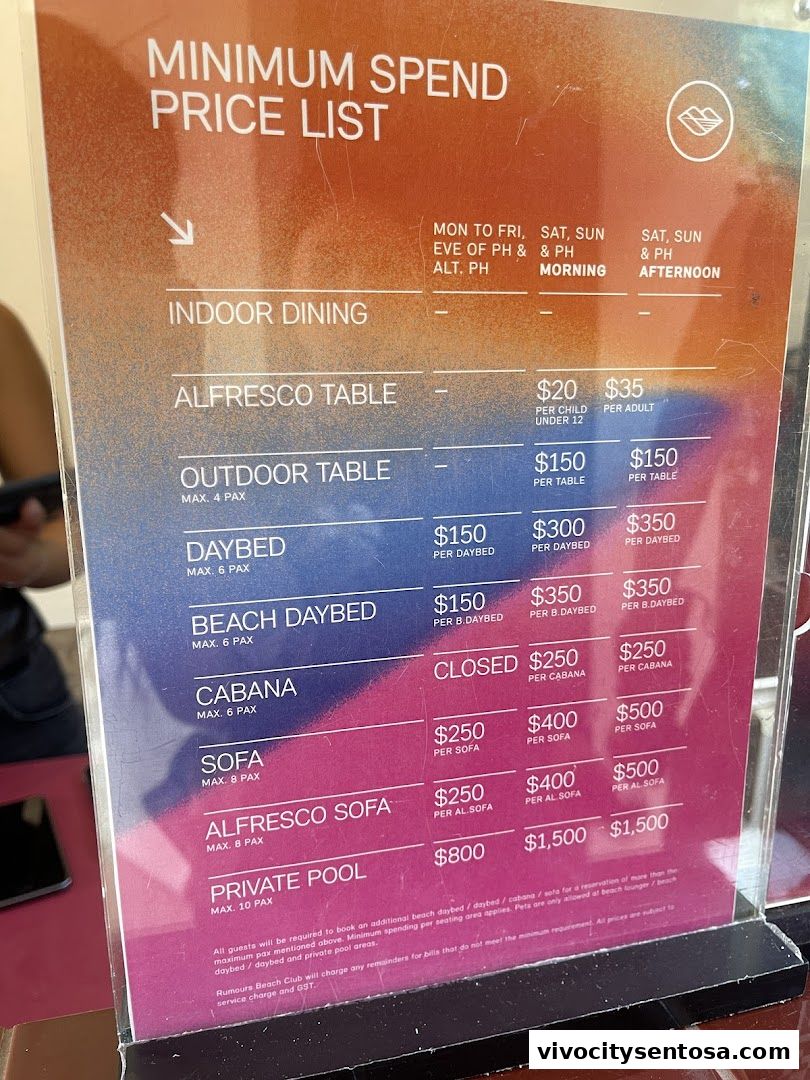 MINIMUM SPEND
PRICE LIST
MON TO FRI, EVE OF PH & ALT. PH
SAT, SUN & PH MORNING
SAT, SUN & PH AFTERNOON
INDOOR DINING – – –
ALFRESCO TABLE – $20 $35
PER CHILD UNDER 12 PER ADULT
OUTDOOR TABLE – $150 $150
MAX. 4 PAX PER TABLE PER TABLE
DAYBED $150 $300 $350
MAX. 6 PAX PER DAYBED PER DAYBED PER DAYBED
BEACH DAYBED $150 $350 $350
MAX. 6 PAX PER B.DAYBED PER B.DAYBED PER B.DAYBED
CABANA CLOSED $250 $250
MAX. 6 PAX PER CABANA PER CABANA
SOFA $250 $400 $500
MAX. 8 PAX PER SOFA PER SOFA PER SOFA
ALFRESCO SOFA $250 $400 $500
MAX. 8 PAX PER AL.SOFA PER AL.SOFA PER AL.SOFA
PRIVATE POOL $800 $1,500 $1,500
MAX. 10 PAX
All guests will be required to book an additional beach daybed / daybed / cabana / sofa for a reservation of more than the
maximum pax mentioned above. Minimum spending per seating area applies. Pets are only allowed at beach lounger / beach
daybed / daybed and private pool areas.
Rumours Beach Club will charge any remainders for bills that do not meet the minimum requirement. All prices are subject to
service charge and GST.
vivocitysentosa.com